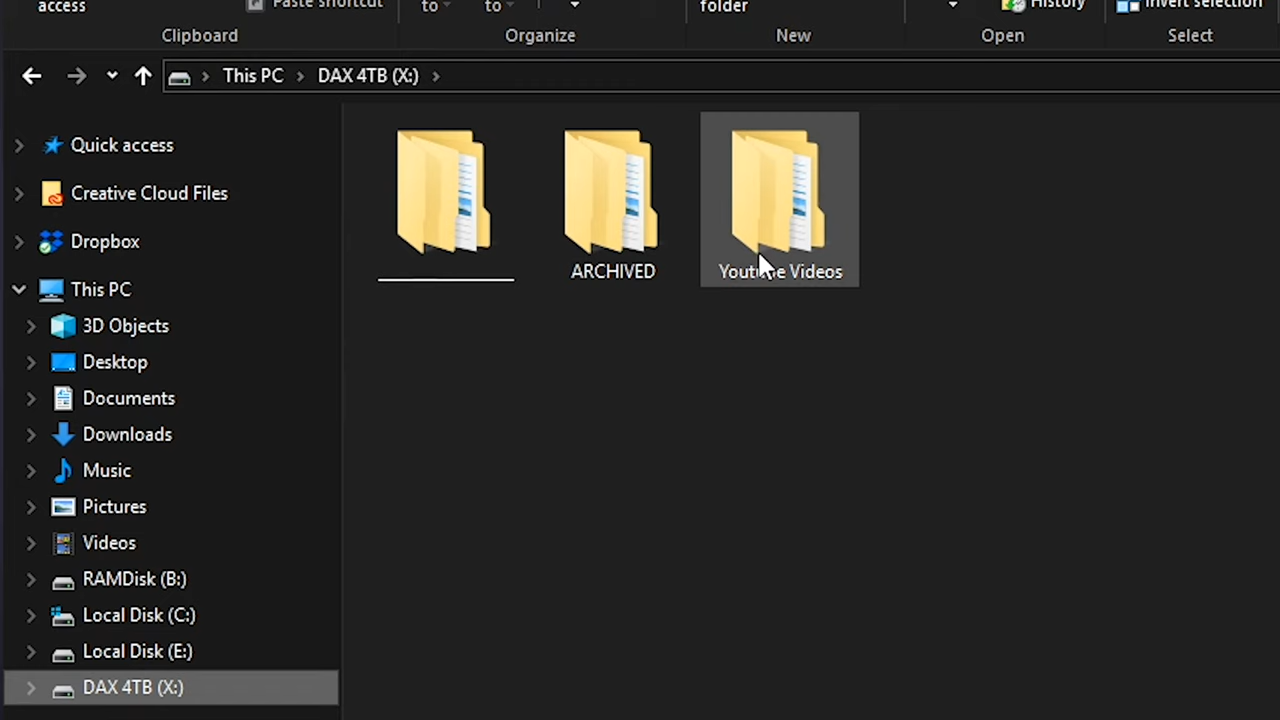 access
Paste shortcut
to
to
folder
History
Invert selection
Clipboard
Organize
New
Open
Select
This PC
DAX 4TB (X:)
Quick access
Creative Cloud Files
Dropbox
This PC
3D Objects
Desktop
Documents
Downloads
Music
Pictures
Videos
RAMDisk (B:)
Local Disk (C:)
Local Disk (E:)
DAX 4TB (X:)
______________
ARCHIVED
Youtube Videos